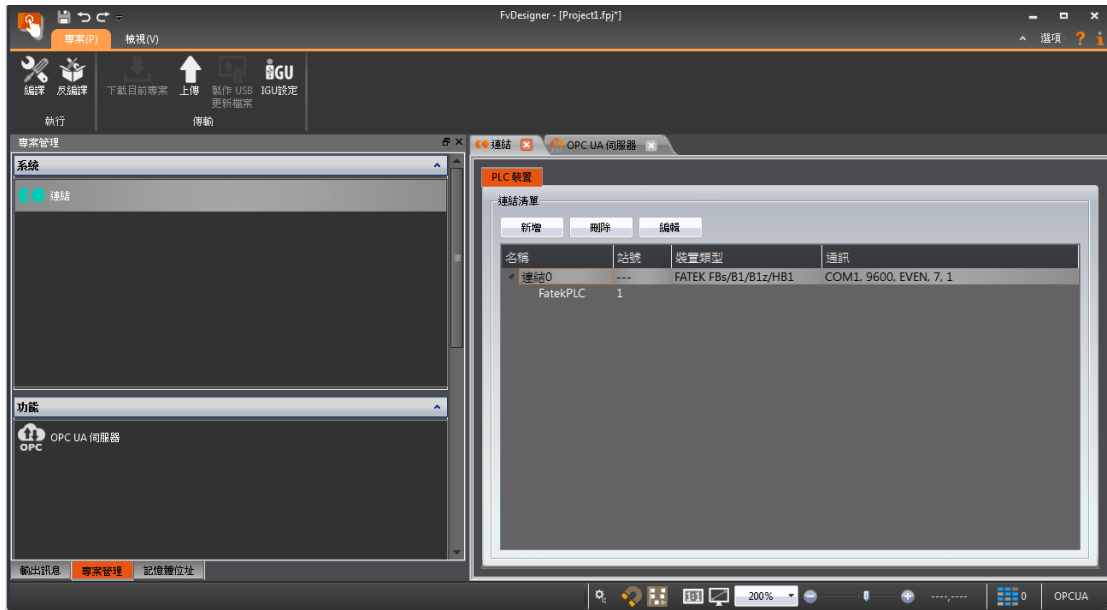 FvDesigner - [Project1.fpj*]
專案(P) 檢視(V) 選項
編譯 反編譯 下載目前專案 上傳 製作 USB 更新檔案 IGU IGU設定
執行 傳輸
專案管理
系統
連結
功能
OPC OPC UA 伺服器
輸出訊息 專案管理 記憶體位址
連結 OPC UA 伺服器
PLC 裝置
連結清單
新增 刪除 編輯
名稱 站號 裝置類型 通訊
連結0 --- FATEK FBs/B1/B1z/HB1 COM1, 9600, EVEN, 7, 1
FatekPLC 1
1:1 200% ----,---- 0 OPCUA